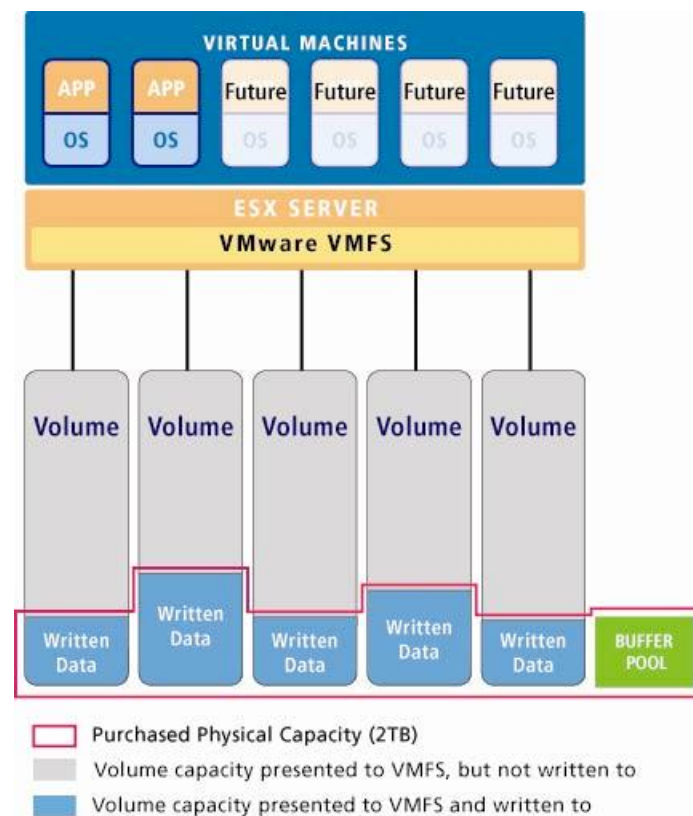 VIRTUAL MACHINES
APP APP Future Future Future Future
OS OS OS OS OS OS
ESX SERVER
VMware VMFS
Volume Volume Volume Volume Volume
Written
Data
Written
Data
Written
Data
Written
Data
Written
Data
BUFFER
POOL
Purchased Physical Capacity (2TB)
Volume capacity presented to VMFS, but not written to
Volume capacity presented to VMFS and written to